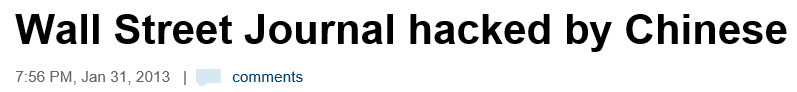 Wall Street Journal hacked by Chinese
7:56 PM, Jan 31, 2013 | comments